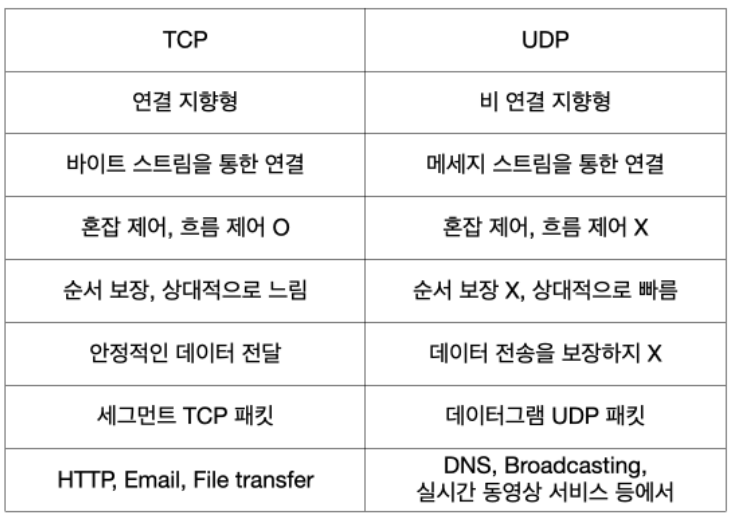 TCP
UDP
연결 지향형
비 연결 지향형
바이트 스트림을 통한 연결
메세지 스트림을 통한 연결
혼잡 제어, 흐름 제어 O
혼잡 제어, 흐름 제어 X
순서 보장, 상대적으로 느림
순서 보장 X, 상대적으로 빠름
안정적인 데이터 전달
데이터 전송을 보장하지 X
세그먼트 TCP 패킷
데이터그램 UDP 패킷
HTTP, Email, File transfer
DNS, Broadcasting,
실시간 동영상 서비스 등에서